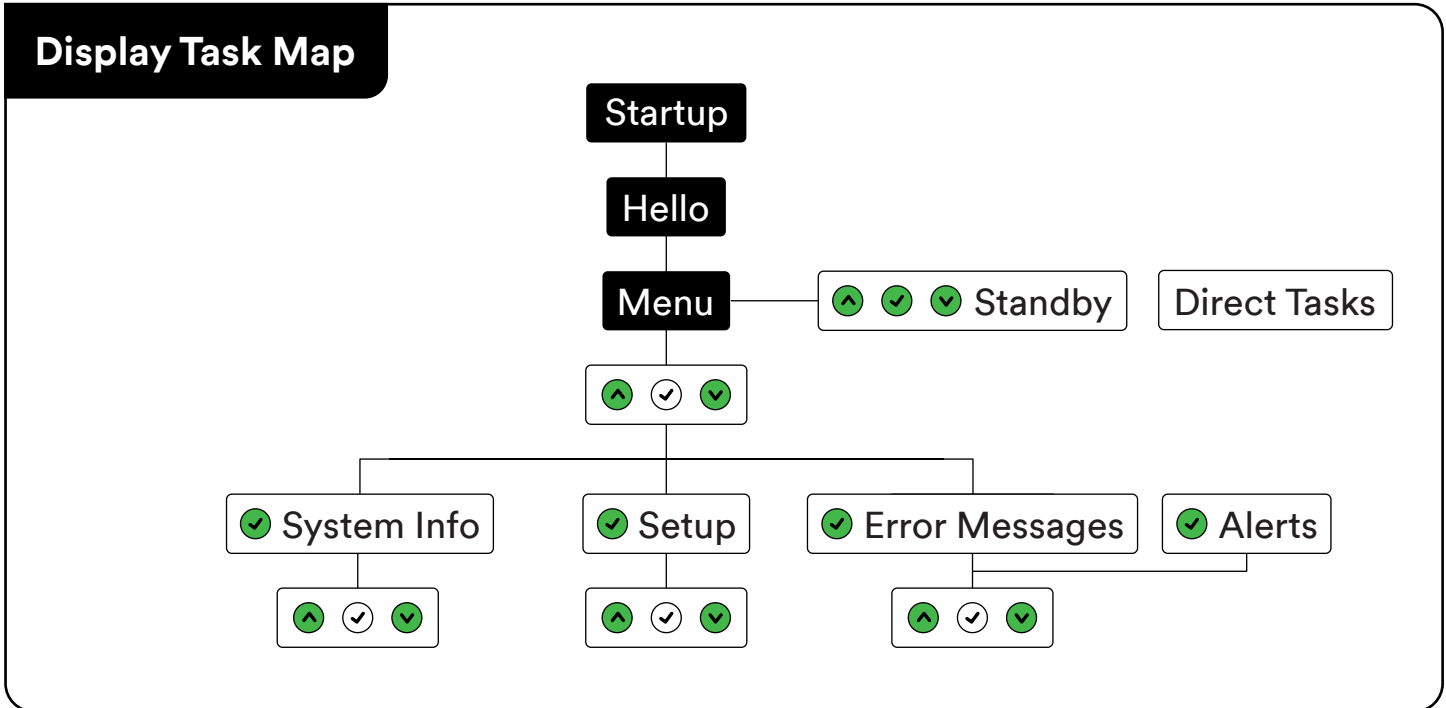 Display Task Map
Startup
Hello
Menu
Standby
Direct Tasks
System Info
Setup
Error Messages
Alerts